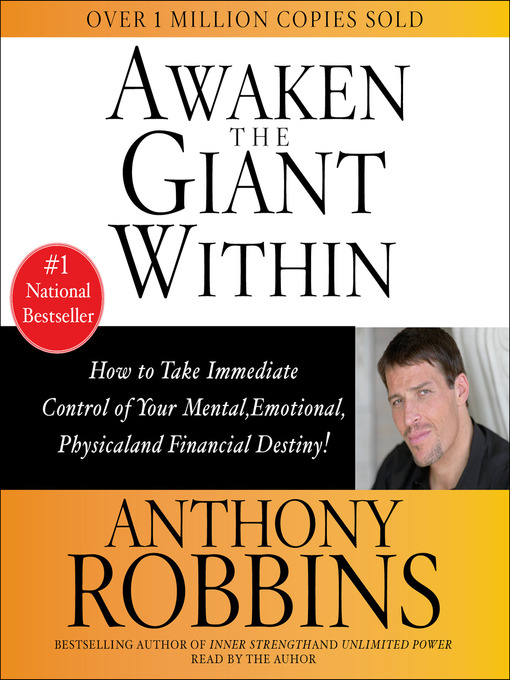 OVER 1 MILLION COPIES SOLD
AWAKEN
THE
GIANT
WITHIN
#1
National
Bestseller
How to Take Immediate
Control of Your Mental,Emotional,
Physicaland Financial Destiny!
ANTHONY
ROBBINS
BESTSELLING AUTHOR OF INNER STRENGTHAND UNLIMITED POWER
READ BY THE AUHOR